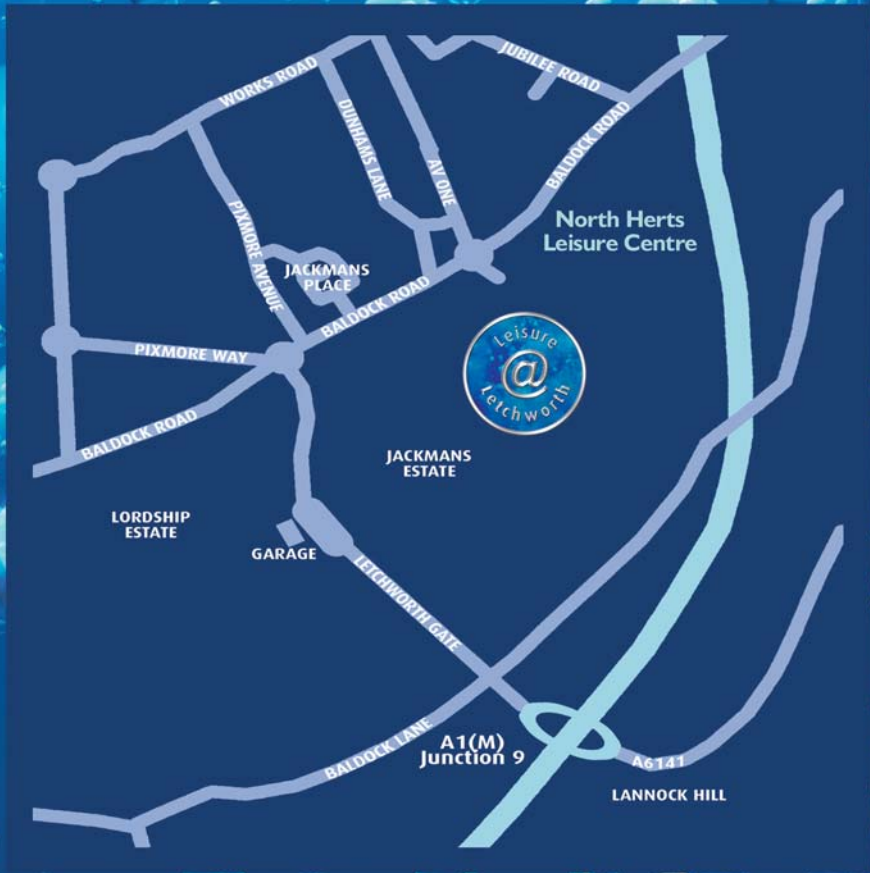 WORKS ROAD
JUBILEE ROAD
DUNHAMS LANE
AV ONE
BALDOCK ROAD
PIXMORE AVENUE
North Herts
Leisure Centre
JACKMANS
PLACE
BALDOCK ROAD
Leisure
@
Letchworth
PIXMORE WAY
BALDOCK ROAD
JACKMANS
ESTATE
LORDSHIP
ESTATE
GARAGE
LETCHWORTH GATE
BALDOCK LANE
A1(M)
Junction 9
A6141
LANNOCK HILL